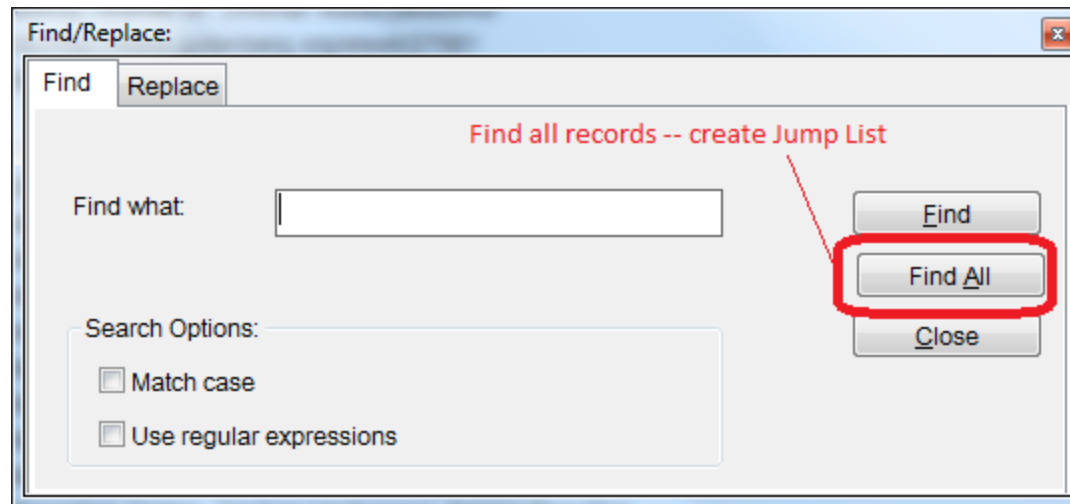 Find/Replace:
Find
Replace
Find all records -- create Jump List
Find what:
Find
Find All
Search Options:
Close
Match case
Use regular expressions